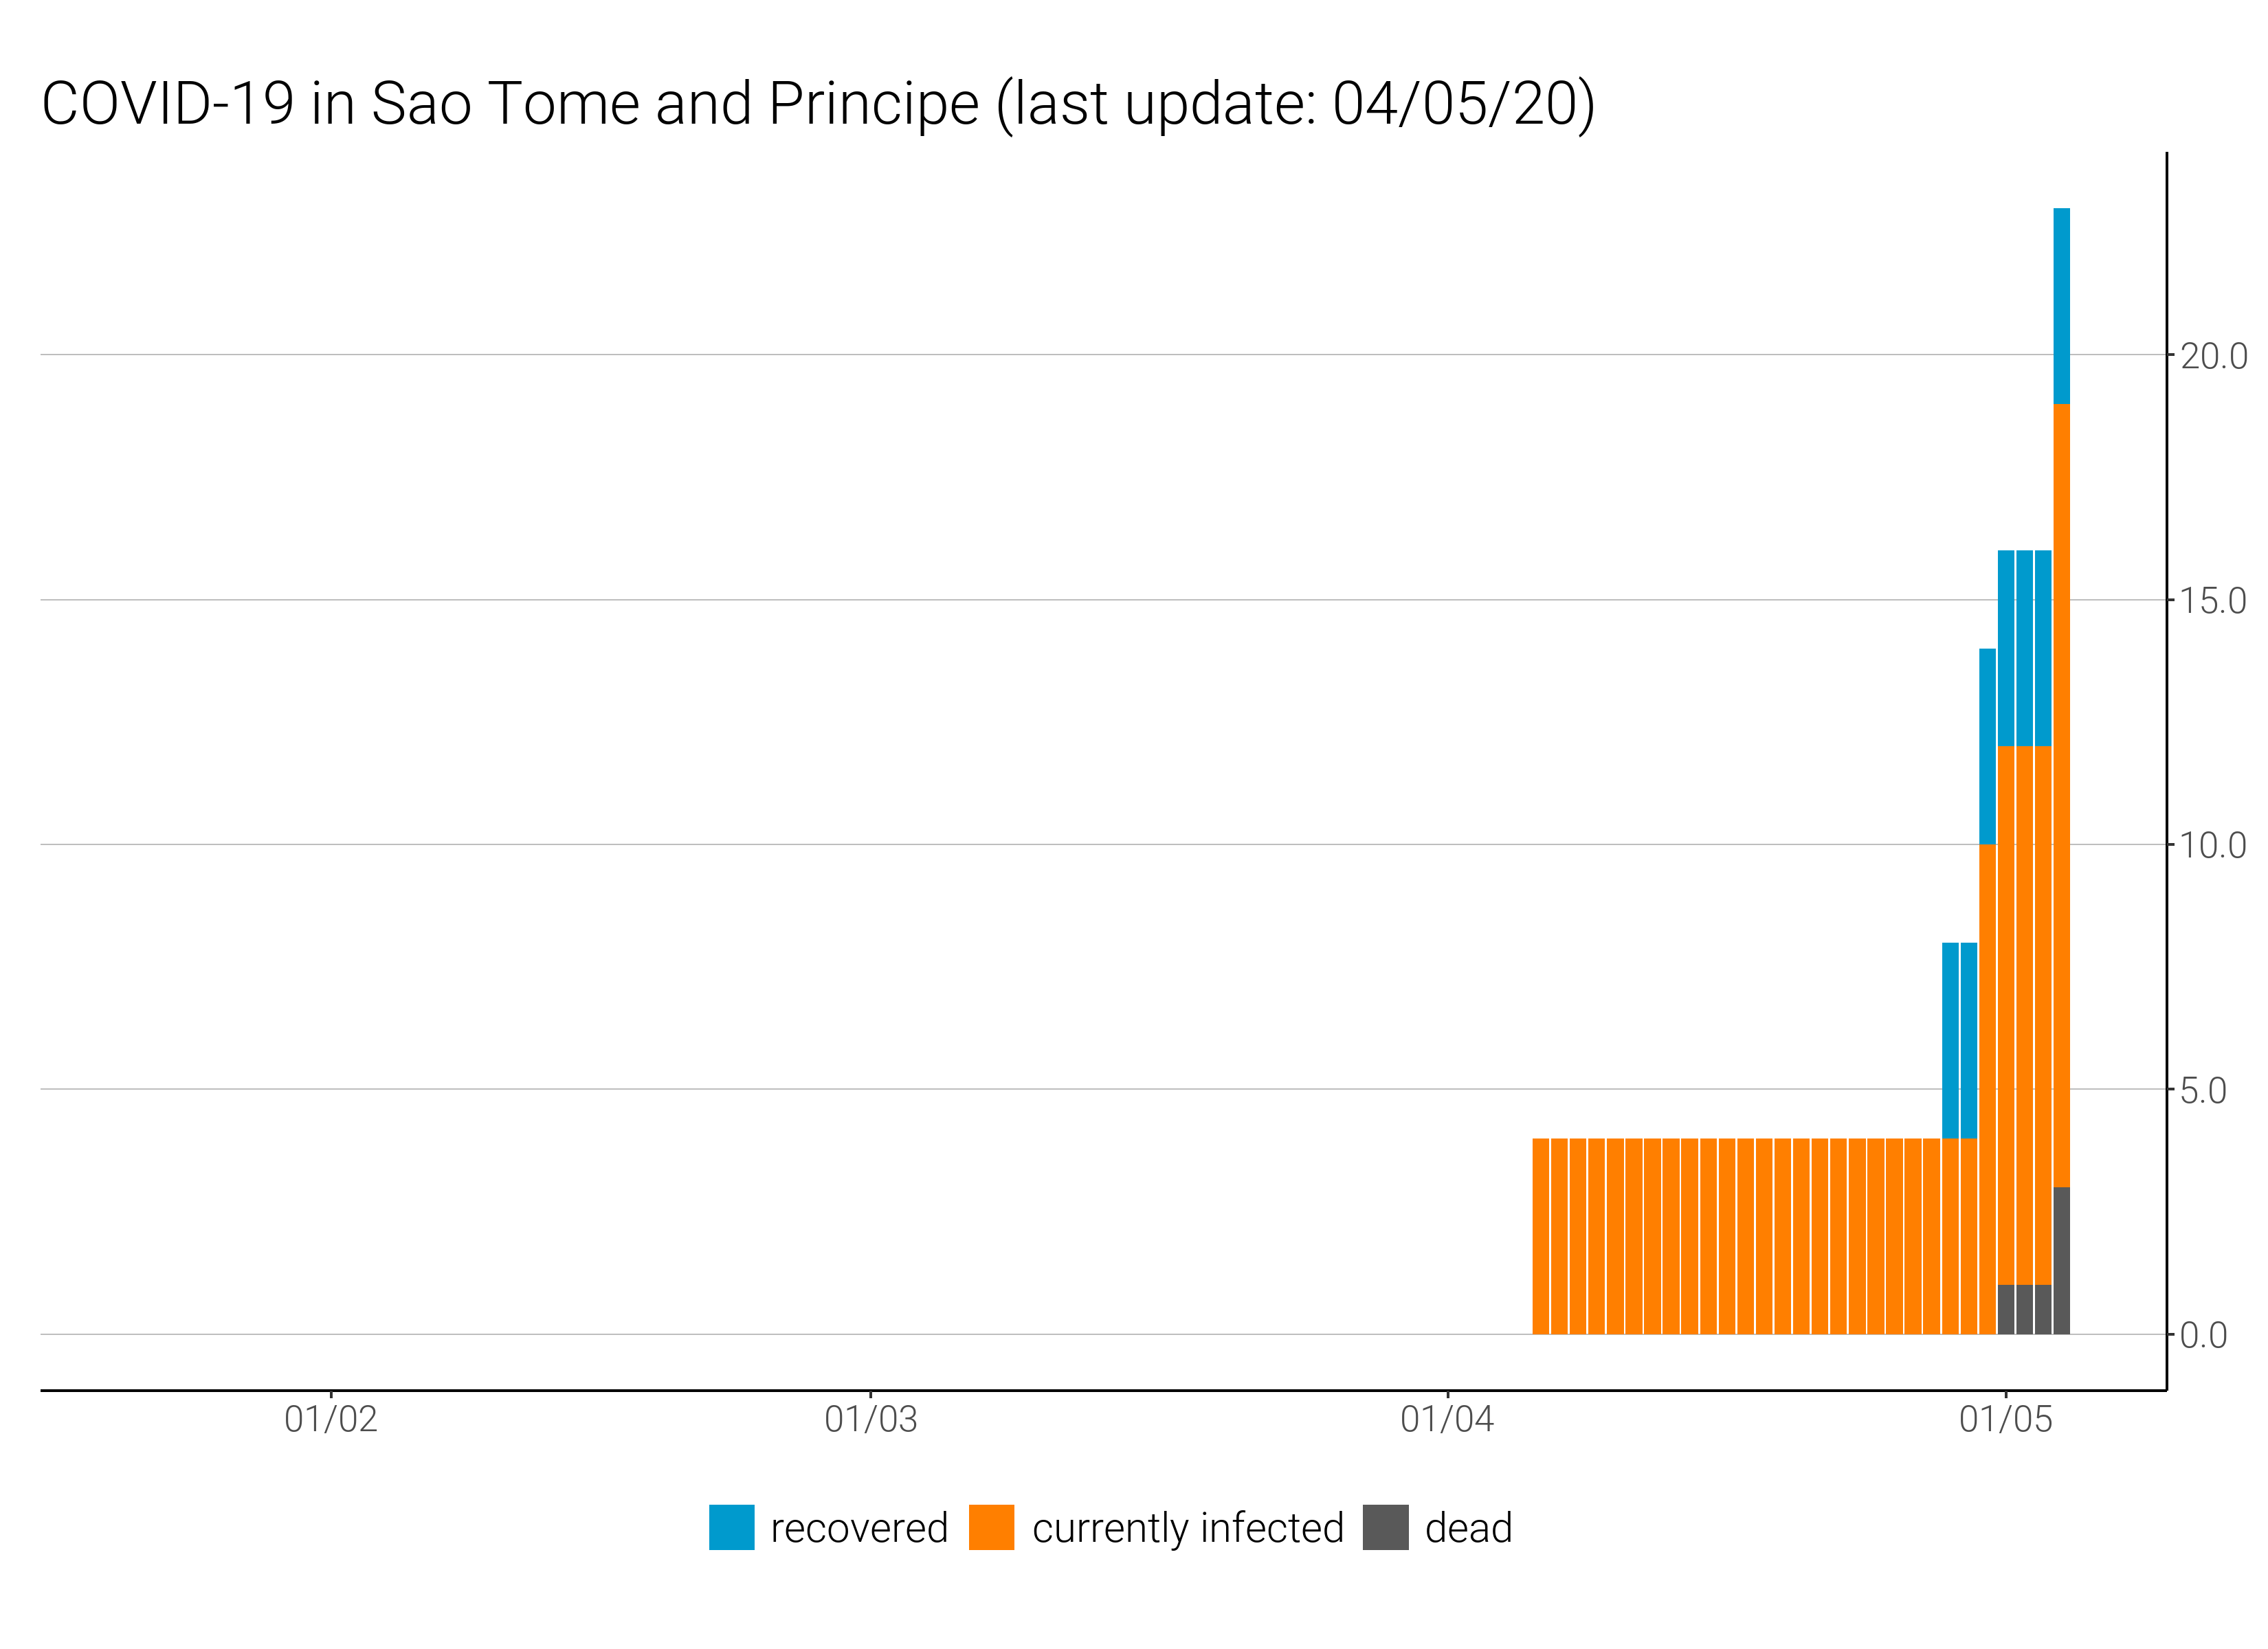 COVID-19 in Sao Tome and Principe (last update: 04/05/20)
20.0
15.0
10.0
5.0
0.0
01/02 01/03 01/04 01/05
recovered currently infected dead